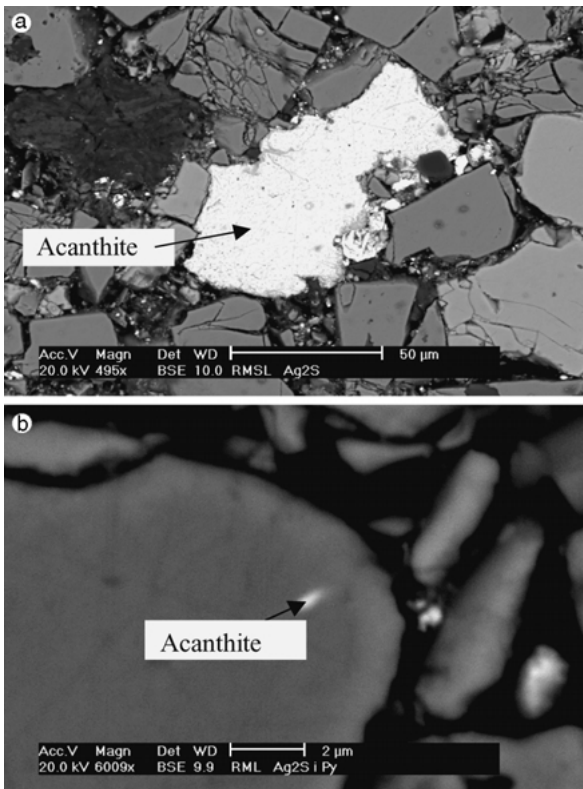 a
Acanthite
Acc.V Magn Det WD 50 µm
20.0 kV 495x BSE 10.0 RMSL Ag2S
b
Acanthite
Acc.V Magn Det WD 2 µm
20.0 kV 6009x BSE 9.9 RML Ag2S i Py